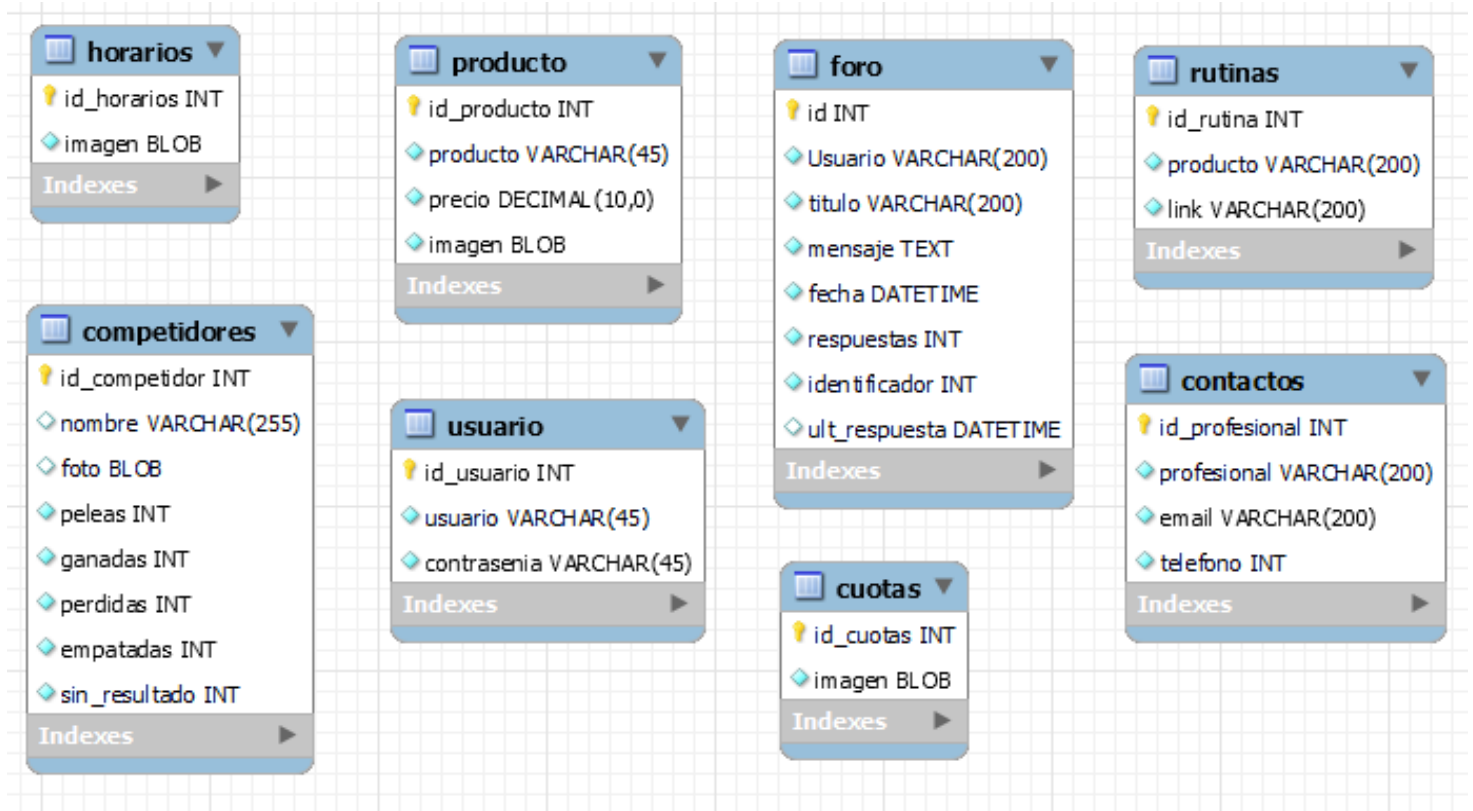 horarios
id_horarios INT
imagen BLOB
Indexes
producto
id_producto INT
producto VARCHAR(45)
precio DECIMAL(10,0)
imagen BLOB
Indexes
foro
id INT
Usuario VARCHAR(200)
titulo VARCHAR(200)
mensaje TEXT
fecha DATETIME
respuestas INT
identificador INT
ult_respuesta DATETIME
Indexes
rutinas
id_rutina INT
producto VARCHAR(200)
link VARCHAR(200)
Indexes
competidores
id_competidor INT
nombre VARCHAR(255)
foto BLOB
peleas INT
ganadas INT
perdidas INT
empatadas INT
sin_resultado INT
Indexes
usuario
id_usuario INT
usuario VARCHAR(45)
contrasenia VARCHAR(45)
Indexes
cuotas
id_cuotas INT
imagen BLOB
Indexes
contactos
id_profesional INT
profesional VARCHAR(200)
email VARCHAR(200)
telefono INT
Indexes